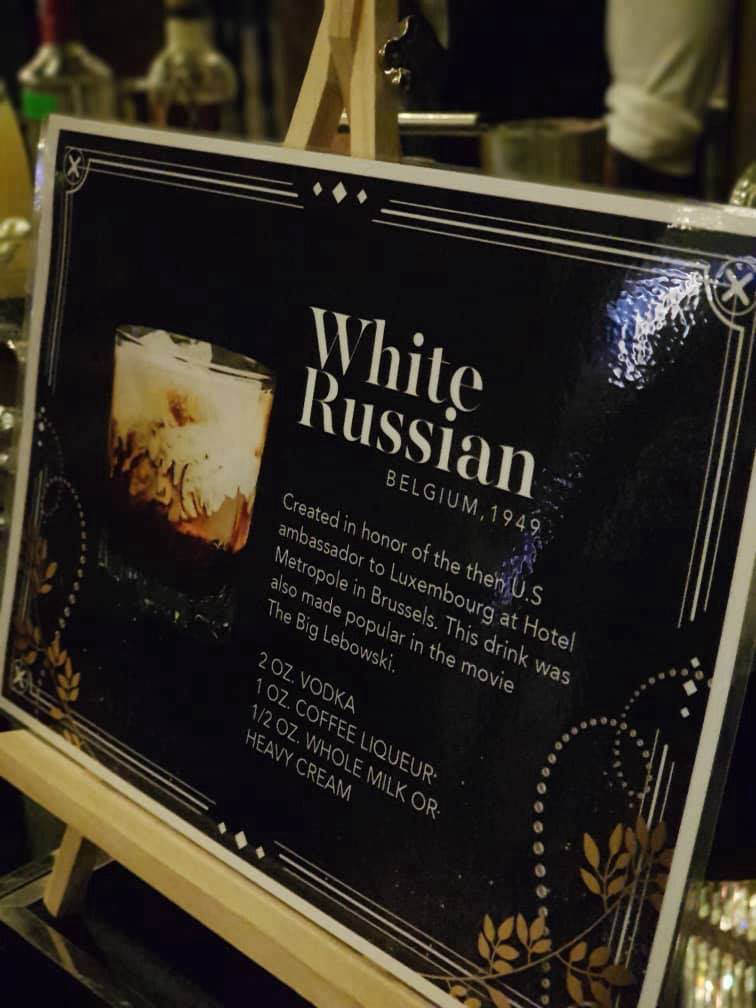 White
Russian
BELGIUM, 1949
Created in honor of the then U.S
ambassador to Luxembourg at Hotel
Metropole in Brussels. This drink was
also made popular in the movie
The Big Lebowski.
2 OZ. VODKA
1 OZ. COFFEE LIQUEUR·
1/2 OZ. WHOLE MILK OR·
HEAVY CREAM